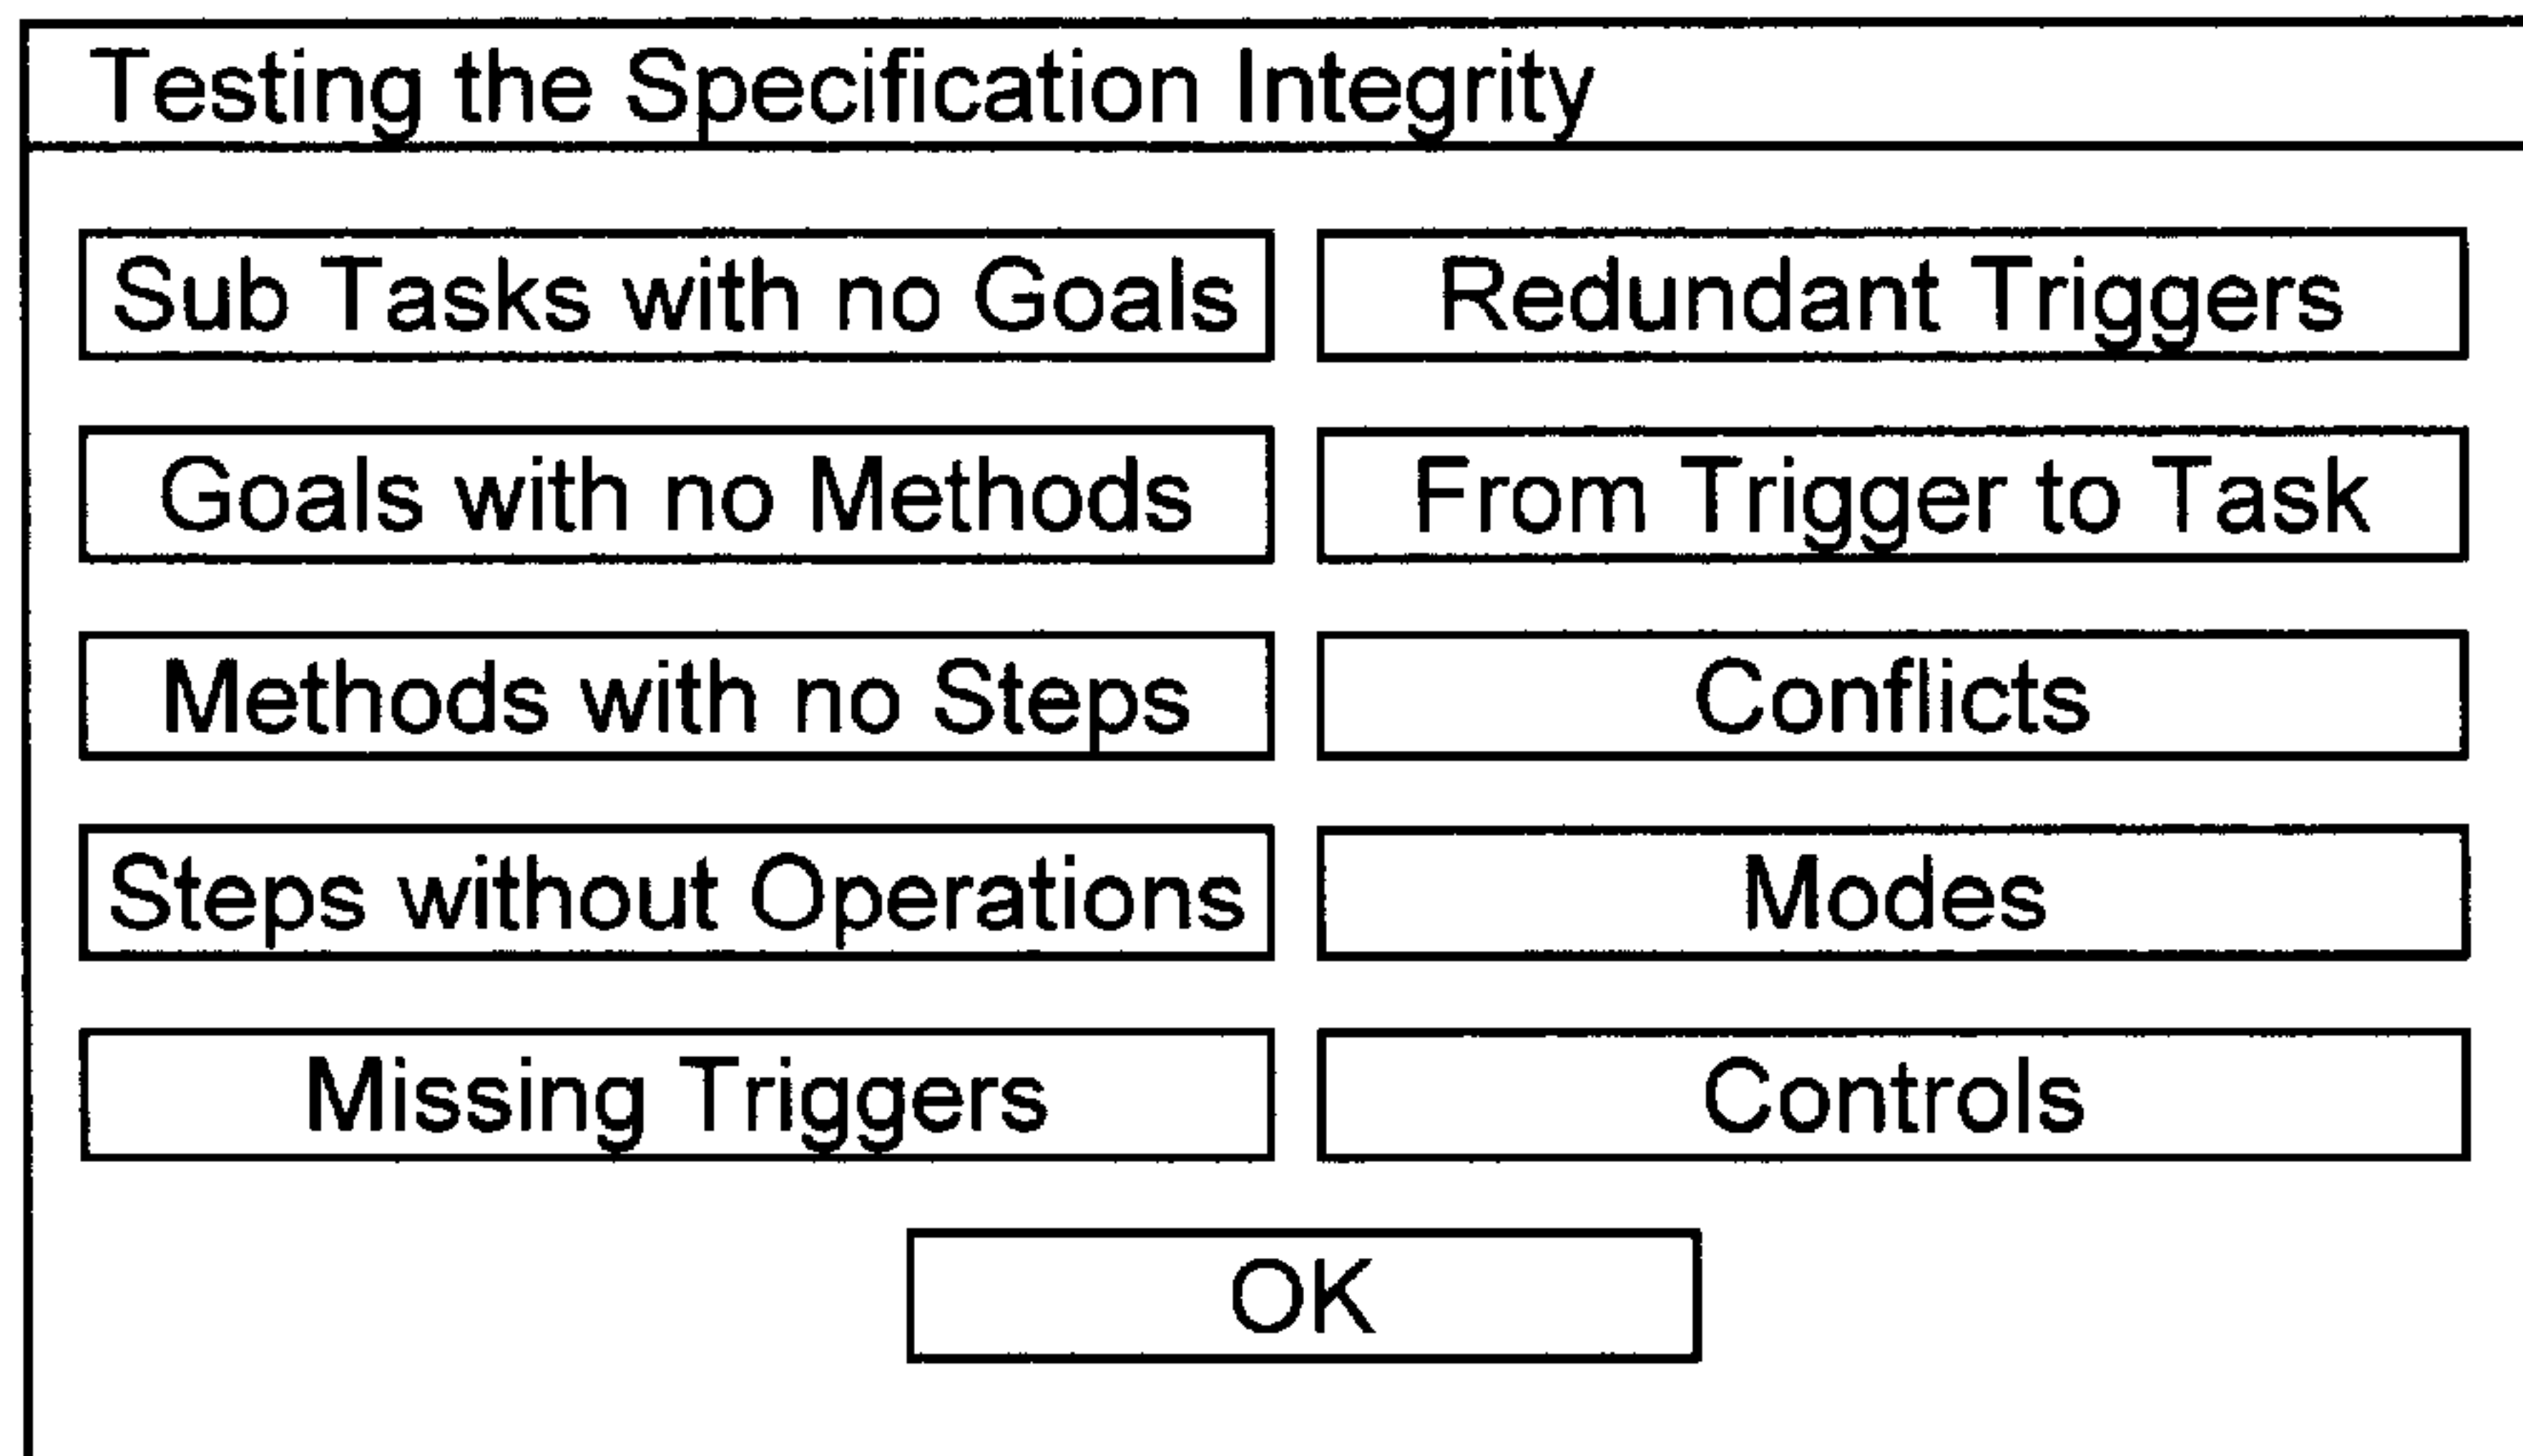 Testing the Specification Integrity
Sub Tasks with no Goals
Redundant Triggers
Goals with no Methods
From Trigger to Task
Methods with no Steps
Conflicts
Steps without Operations
Modes
Missing Triggers
Controls
OK